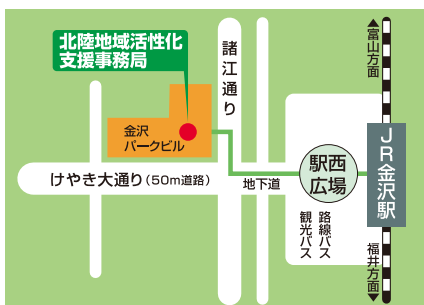 北陸地域活性化
支援事務局
諸江通り
▲富山方面
金沢
パークビル
JR金沢駅
駅西
広場
けやき大通り（50m道路）
地下道
路線バス
観光バス
福井方面▼